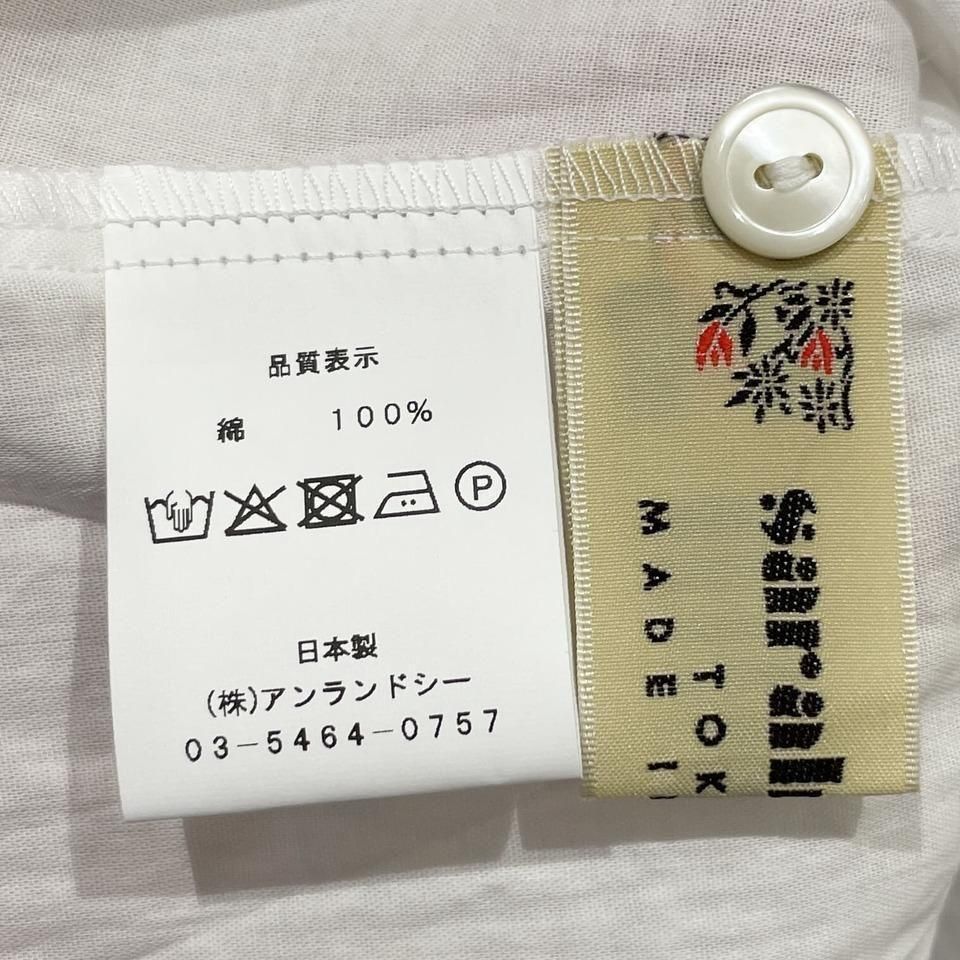 品質表示
綿 100%
P
日本製
(株)アンランドシー
03-5464-0757
MADE I
TOK